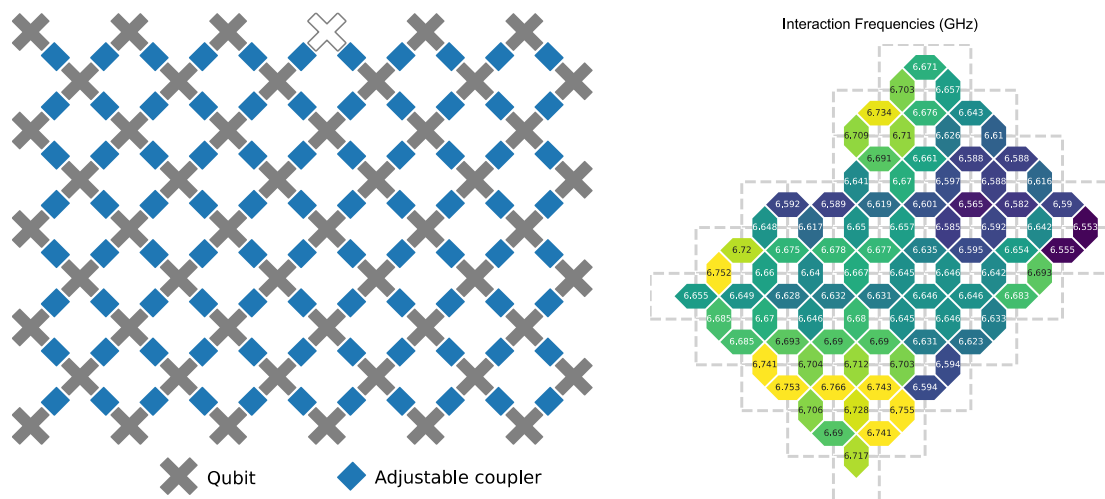 Qubit
Adjustable coupler
Interaction Frequencies (GHz)
6.671
6.703 6.657
6.734 6.676 6.643
6.709 6.71 6.626 6.61
6.691 6.661 6.588 6.588
6.641 6.67 6.597 6.588 6.616
6.592 6.589 6.619 6.601 6.565 6.582 6.59
6.648 6.617 6.65 6.657 6.585 6.592 6.642 6.553
6.72 6.675 6.678 6.677 6.635 6.595 6.654 6.555
6.752 6.66 6.64 6.667 6.645 6.646 6.642 6.693
6.655 6.649 6.628 6.632 6.631 6.646 6.646 6.683
6.685 6.67 6.646 6.68 6.645 6.646 6.633
6.685 6.693 6.69 6.69 6.631 6.623
6.741 6.704 6.712 6.703 6.594
6.753 6.766 6.743 6.594
6.706 6.728 6.755
6.69 6.741
6.717